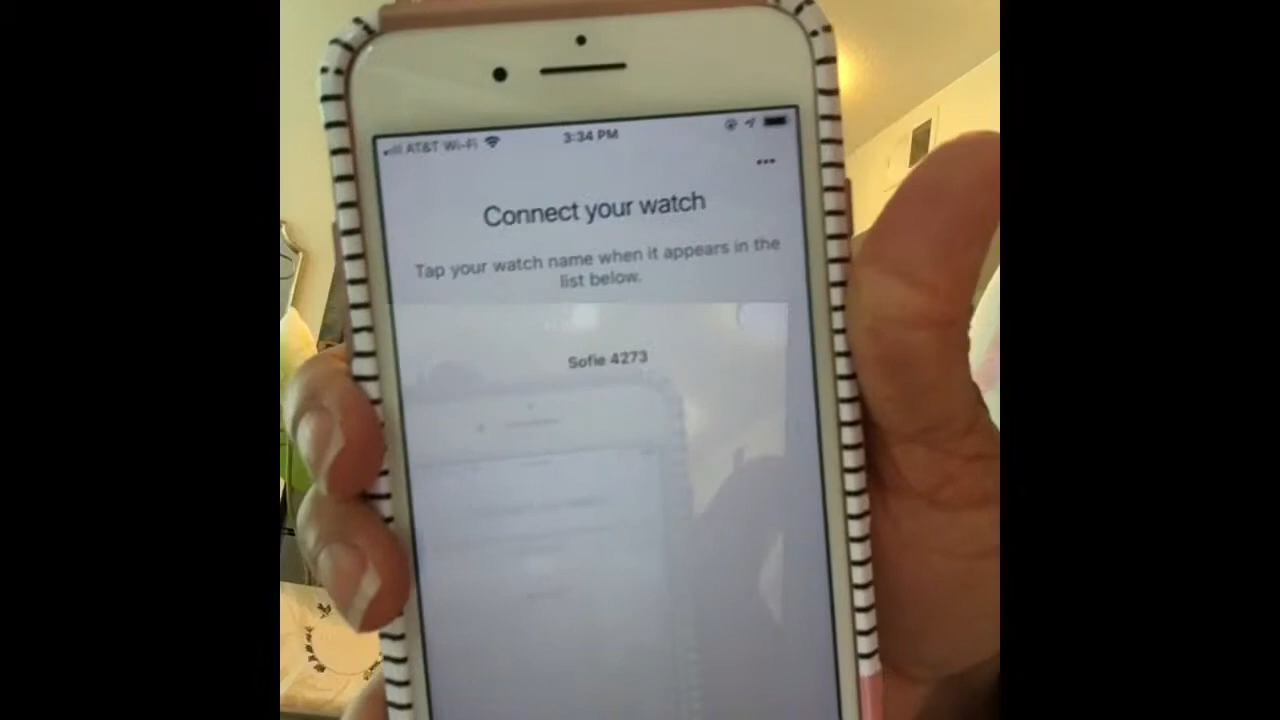 AT&T Wi-Fi 3:34 PM
Connect your watch
Tap your watch name when it appears in the
list below.
Sofie 4273